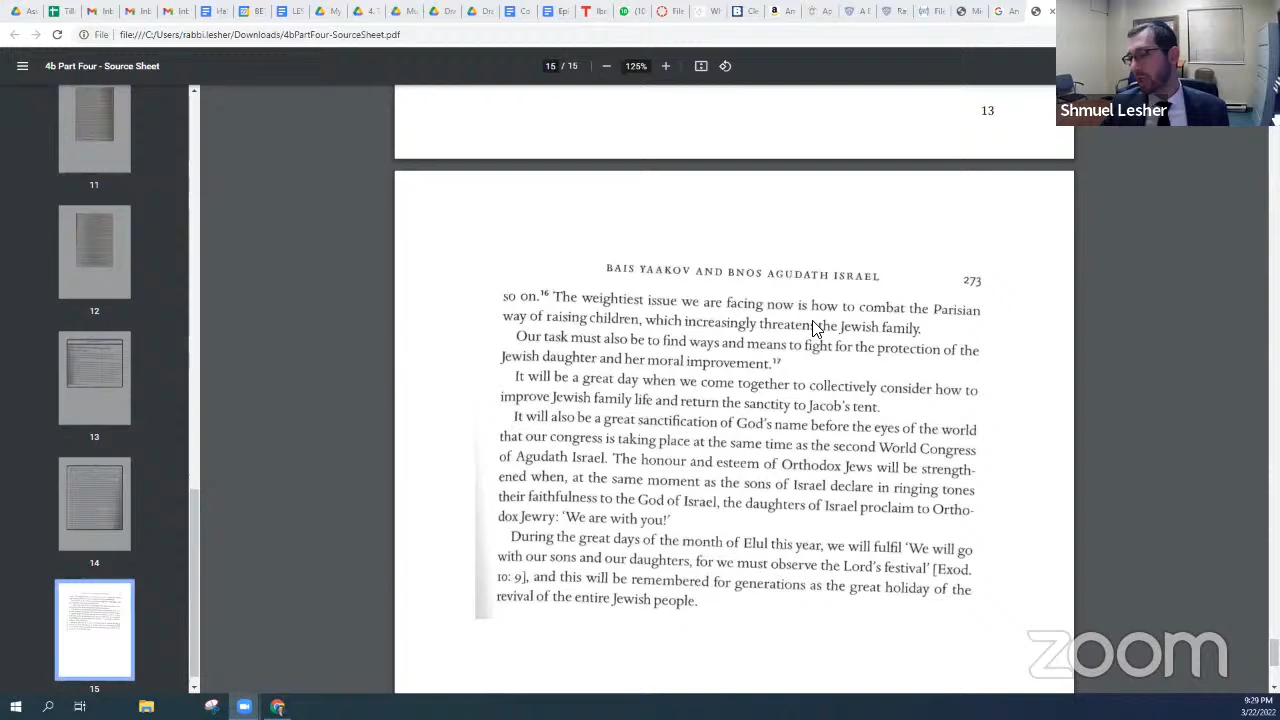 File
file:///C:/Users/rabbi.lesher/Downloads/4bPartFour-SourceSheet.pdf
4b Part Four - Source Sheet
15 / 15
125%
Shmuel Lesher
11
12
13
14
15
13
BAIS YAAKOV AND BNOS AGUDATH ISRAEL 273
so on.¹⁶ The weightiest issue we are facing now is how to combat the Parisian
way of raising children, which increasingly threatens the Jewish family.
Our task must also be to find ways and means to fight for the protection of the
Jewish daughter and her moral improvement.¹⁷
It will be a great day when we come together to collectively consider how to
improve Jewish family life and return the sanctity to Jacob's tent.
It will also be a great sanctification of God's name before the eyes of the world
that our congress is taking place at the same time as the second World Congress
of Agudath Israel. The honour and esteem of Orthodox Jews will be strength-
ened when, at the same moment as the sons of Israel declare in ringing tones
their faithfulness to the God of Israel, the daughters of Israel proclaim to Ortho-
dox Jewry: 'We are with you!'
During the great days of the month of Elul this year, we will fulfil 'We will go
with our sons and our daughters, for we must observe the Lord's festival' [Exod.
10: 9], and this will be remembered for generations as the great holiday of the
revival of the entire Jewish people.
zoom
9:29 PM
3/22/2022